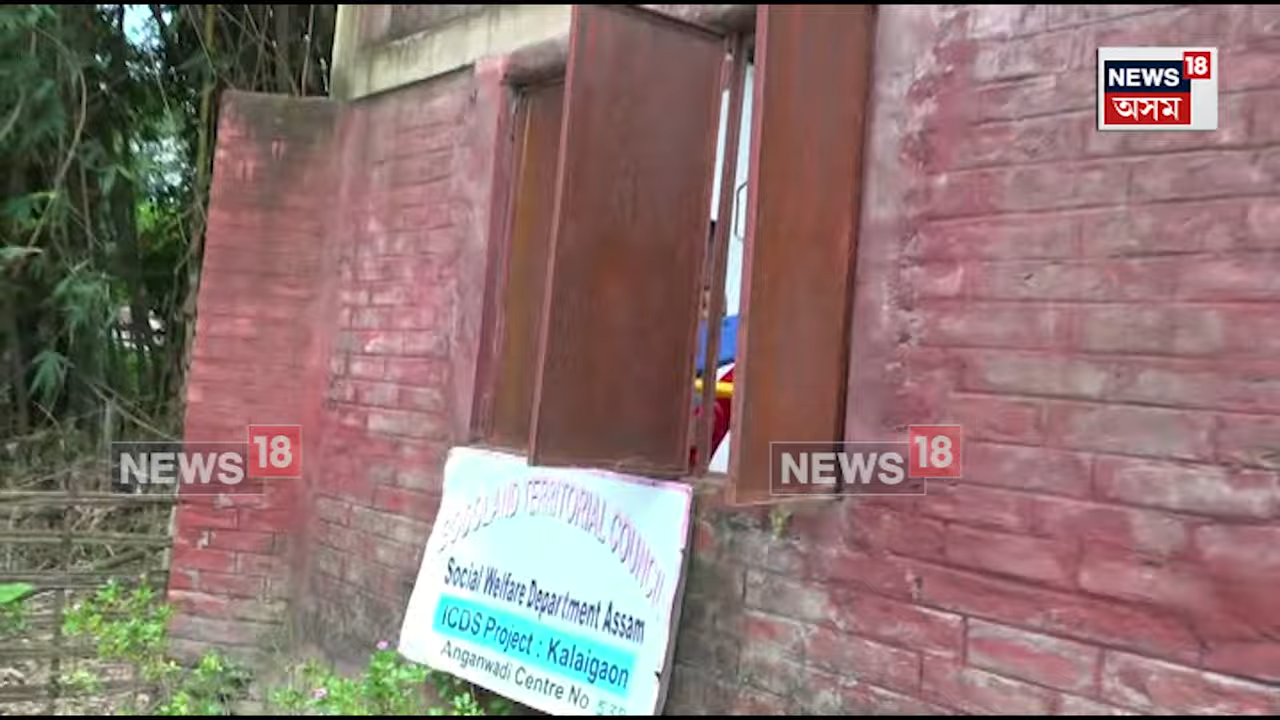 NEWS 18
অসম
NEWS 18
NEWS 18
BODOLAND TERRITORIAL COUNCIL
Social Welfare Department Assam
ICDS Project : Kalaigaon
Anganwadi Centre No